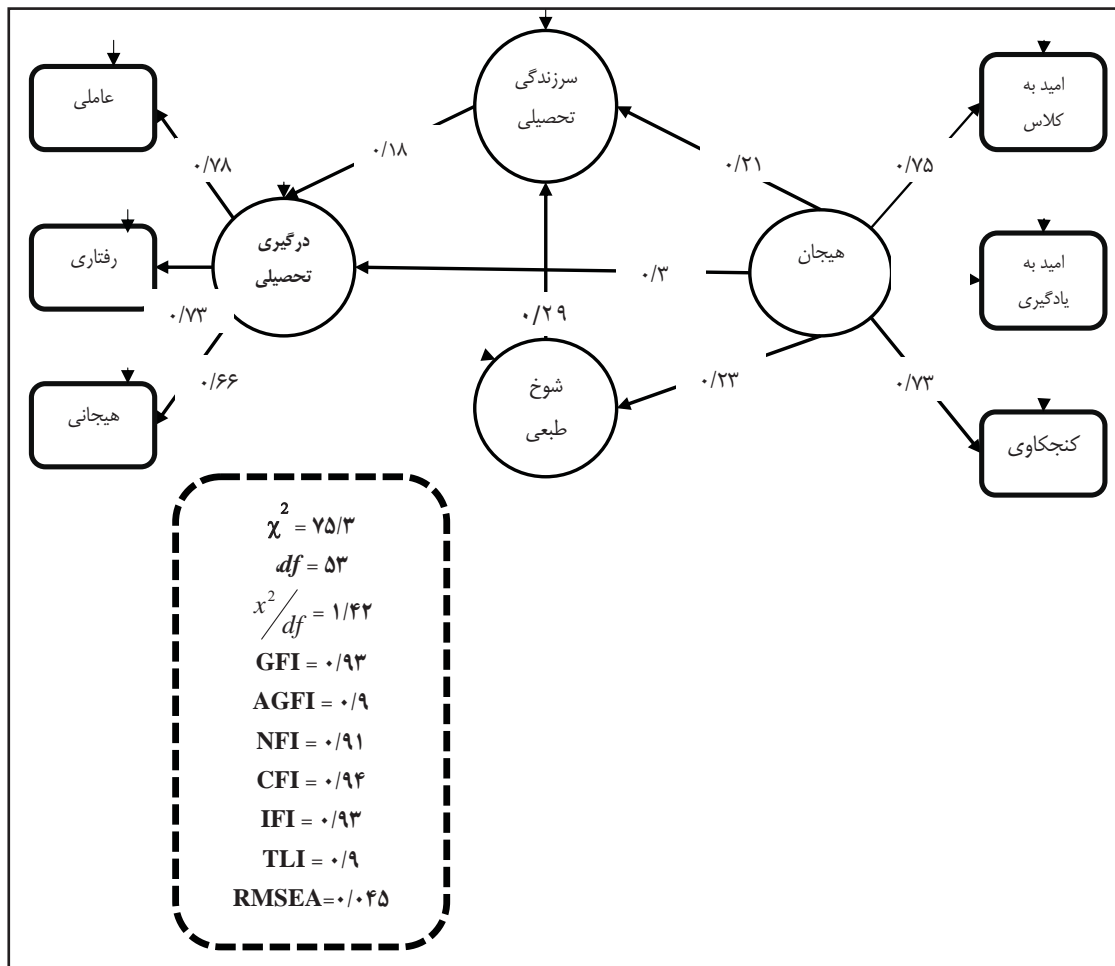 سرزندگی
تحصیلی
امید به
کلاس
عاملی
۰/۱۸
۰/۲۱
۰/۷۵
۰/۷۸
امید به
یادگیری
هیجان
درگیری
تحصیلی
رفتاری
۰/۳
۰/۷۳
۰/۲۹
۰/۶۶
۰/۲۳
۰/۷۳
شوخ
طبعی
هیجانی
کنجکاوی
χ² = ۷۵/۳
df = ۵۳
x²/df = ۱/۴۲
GFI = ۰/۹۳
AGFI = ۰/۹
NFI = ۰/۹۱
CFI = ۰/۹۴
IFI = ۰/۹۳
TLI = ۰/۹
RMSEA=۰/۰۴۵